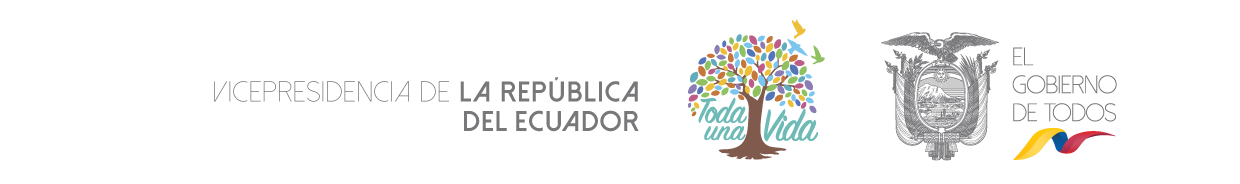 VICEPRESIDENCIA DE LA REPÚBLICA
DEL ECUADOR
Toda
una Vida
EL
GOBIERNO
DE TODOS